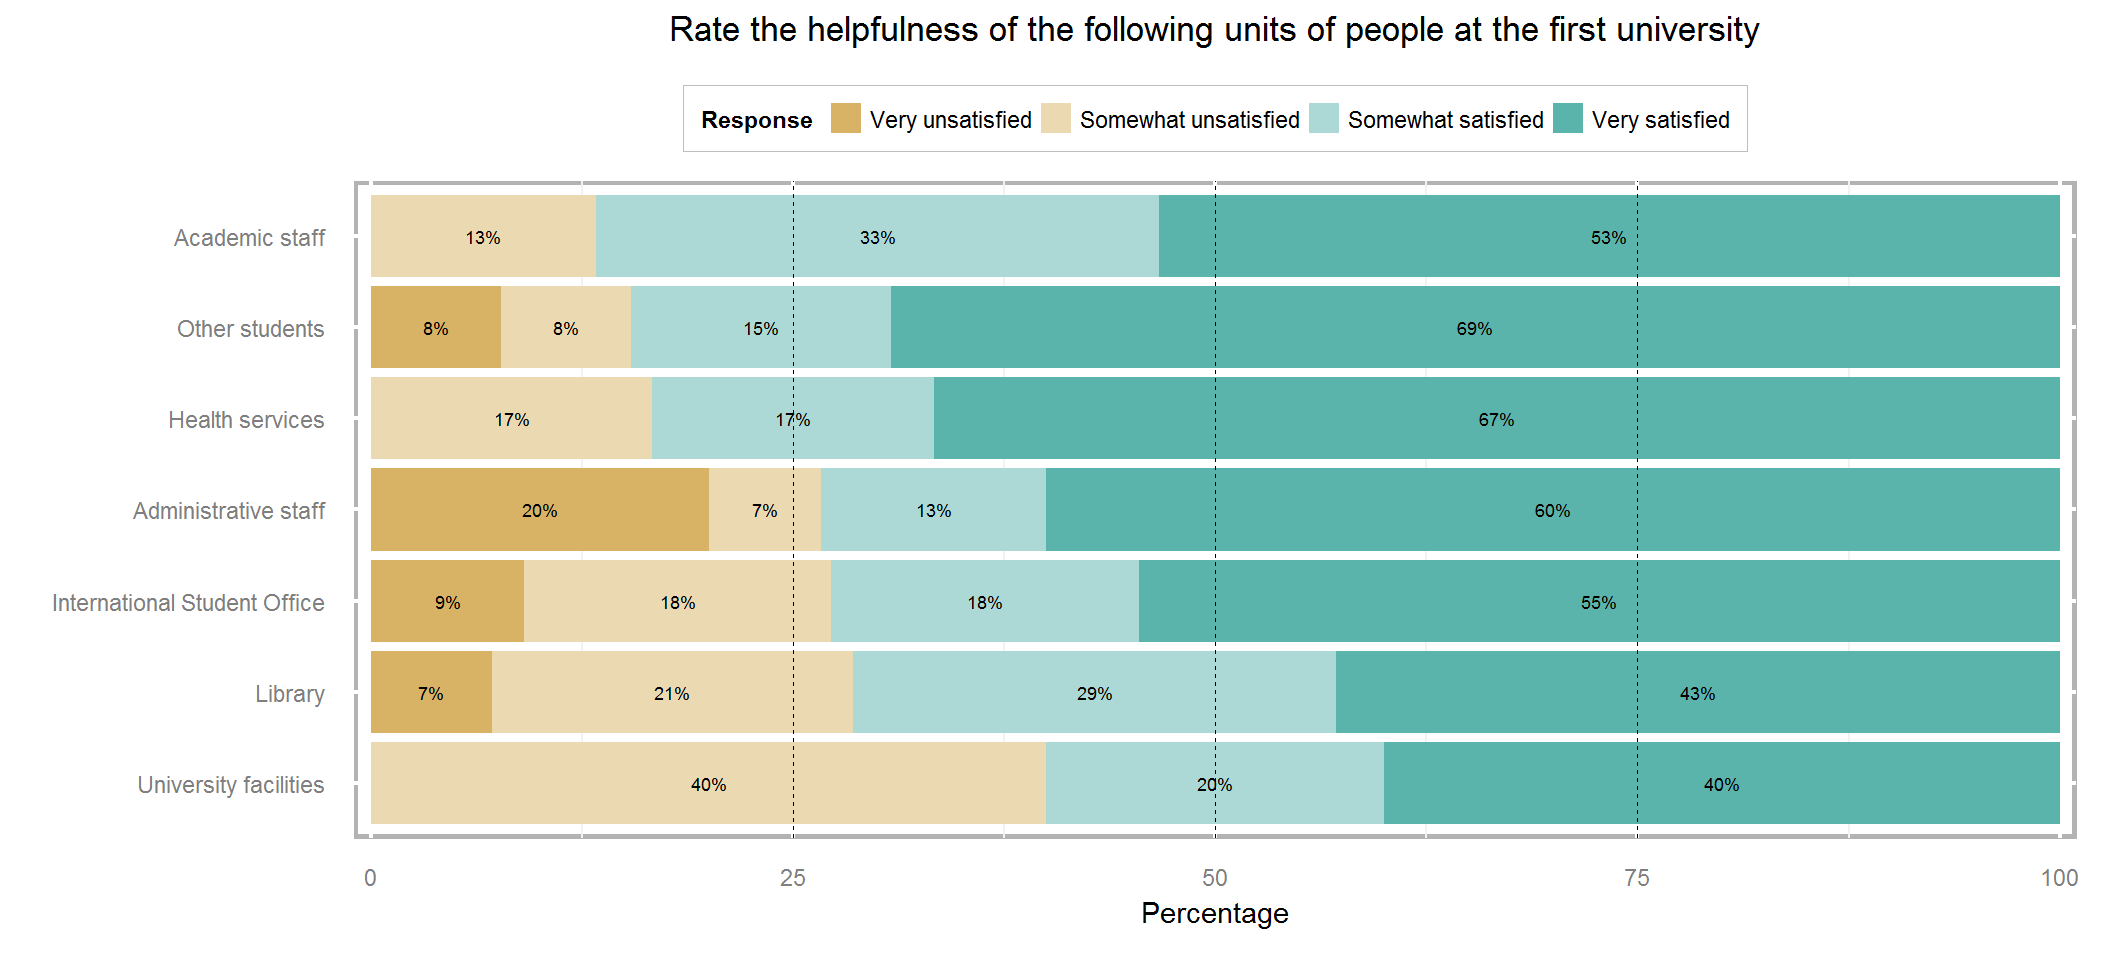 Rate the helpfulness of the following units of people at the first university
Response Very unsatisfied Somewhat unsatisfied Somewhat satisfied Very satisfied
Academic staff 13% 33% 53%
Other students 8% 8% 15% 69%
Health services 17% 17% 67%
Administrative staff 20% 7% 13% 60%
International Student Office 9% 18% 18% 55%
Library 7% 21% 29% 43%
University facilities 40% 20% 40%
0 25 50 75 100
Percentage